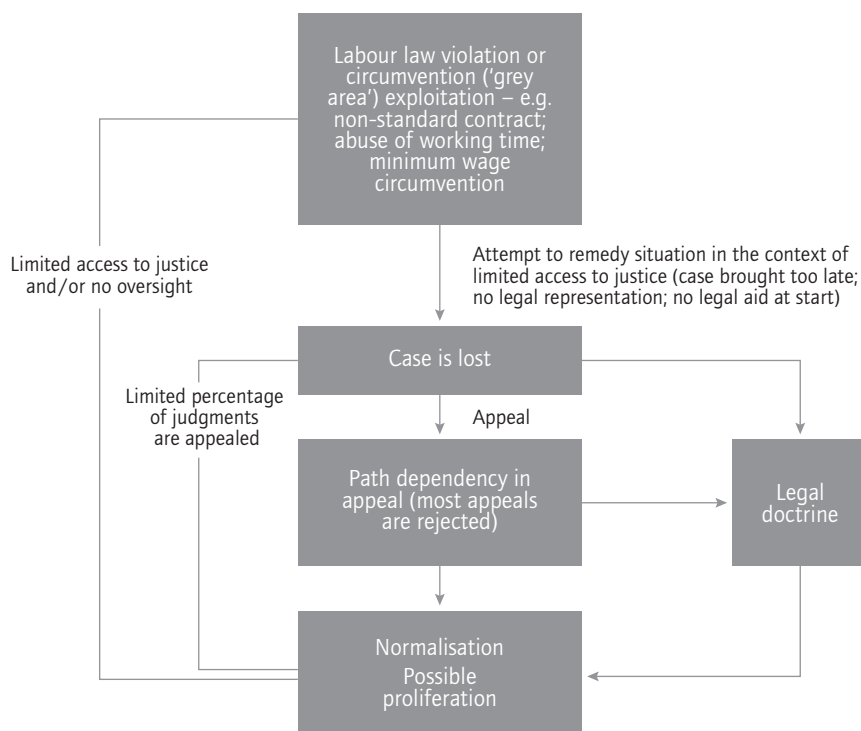 Labour law violation or
circumvention (‘grey
area’) exploitation – e.g.
non-standard contract;
abuse of working time;
minimum wage
circumvention
Limited access to justice
and/or no oversight
Attempt to remedy situation in the context of
limited access to justice (case brought too late;
no legal representation; no legal aid at start)
Case is lost
Limited percentage
of judgments
are appealed
Appeal
Path dependency in
appeal (most appeals
are rejected)
Legal
doctrine
Normalisation
Possible
proliferation